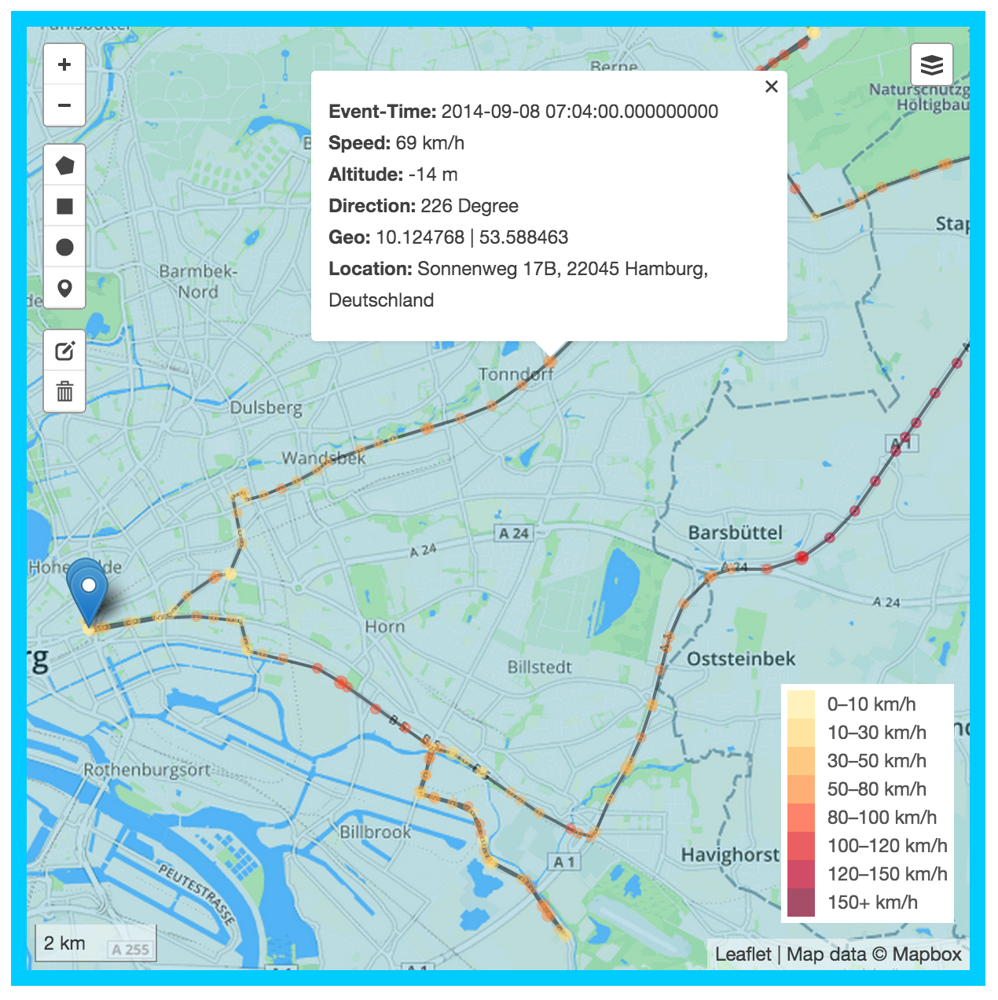 Berne
Naturschutzg
Höltigbau
+
−
Event-Time: 2014-09-08 07:04:00.000000000
Speed: 69 km/h
Altitude: -14 m
Direction: 226 Degree
Geo: 10.124768 | 53.588463
Location: Sonnenweg 17B, 22045 Hamburg,
Deutschland
B
Stap
Barmbek-
Nord
de
Tonndorf
Dulsberg
Wandsbek
A 1
A 24
A 24
Barsbüttel
A 24
A 24
Horn
rg
Billstedt
Oststeinbek
0–10 km/h
10–30 km/h
30–50 km/h
50–80 km/h
80–100 km/h
100–120 km/h
120–150 km/h
150+ km/h
B 5
Rothenburgsort
Billbrook
Havighorst
A 1
PEUTESTRASSE
2 km
A 255
A 1
Leaflet | Map data © Mapbox